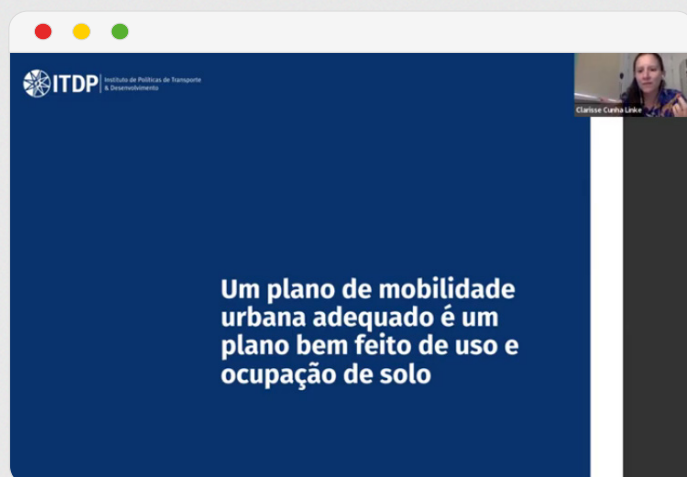 ITDP
Instituto de Políticas de Transporte
& Desenvolvimento
Clarisse Cunha Linke
Um plano de mobilidade
urbana adequado é um
plano bem feito de uso e
ocupação de solo